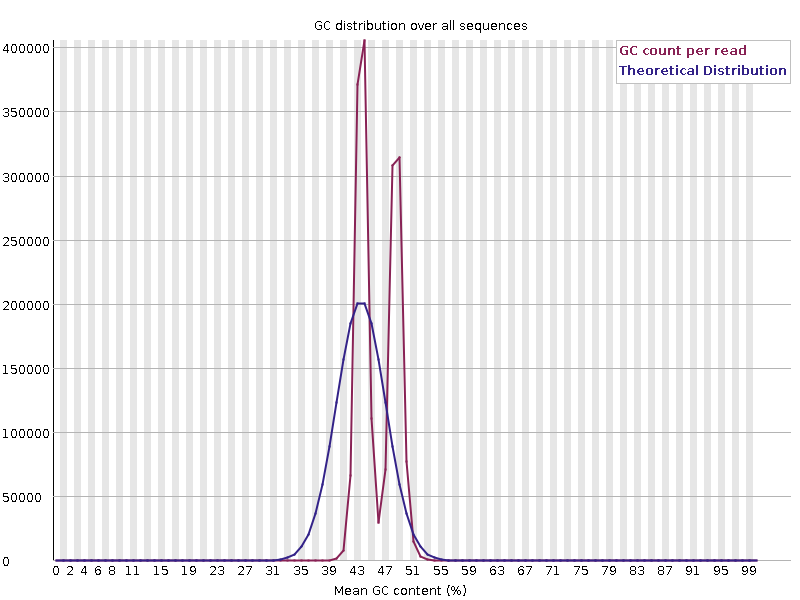 GC distribution over all sequences
GC count per read
Theoretical Distribution
400000
350000
300000
250000
200000
150000
100000
50000
0
0 2 4 6 8 11 15 19 23 27 31 35 39 43 47 51 55 59 63 67 71 75 79 83 87 91 95 99
Mean GC content (%)